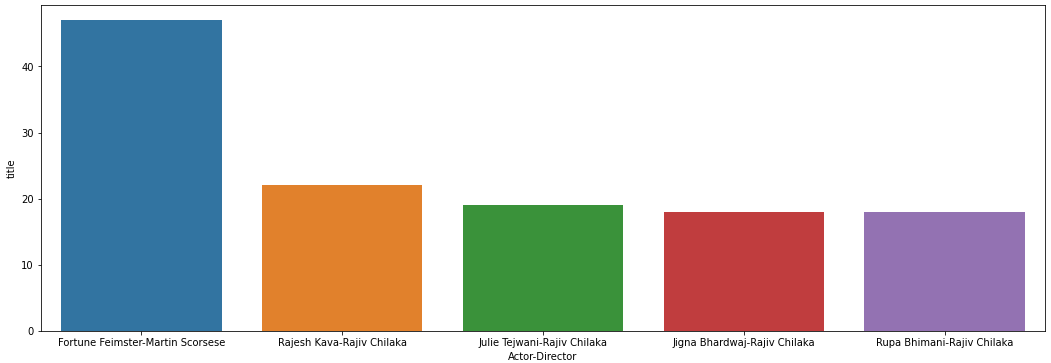 40
30
20
10
0
title
Fortune Feimster-Martin Scorsese
Rajesh Kava-Rajiv Chilaka
Julie Tejwani-Rajiv Chilaka
Jigna Bhardwaj-Rajiv Chilaka
Rupa Bhimani-Rajiv Chilaka
Actor-Director